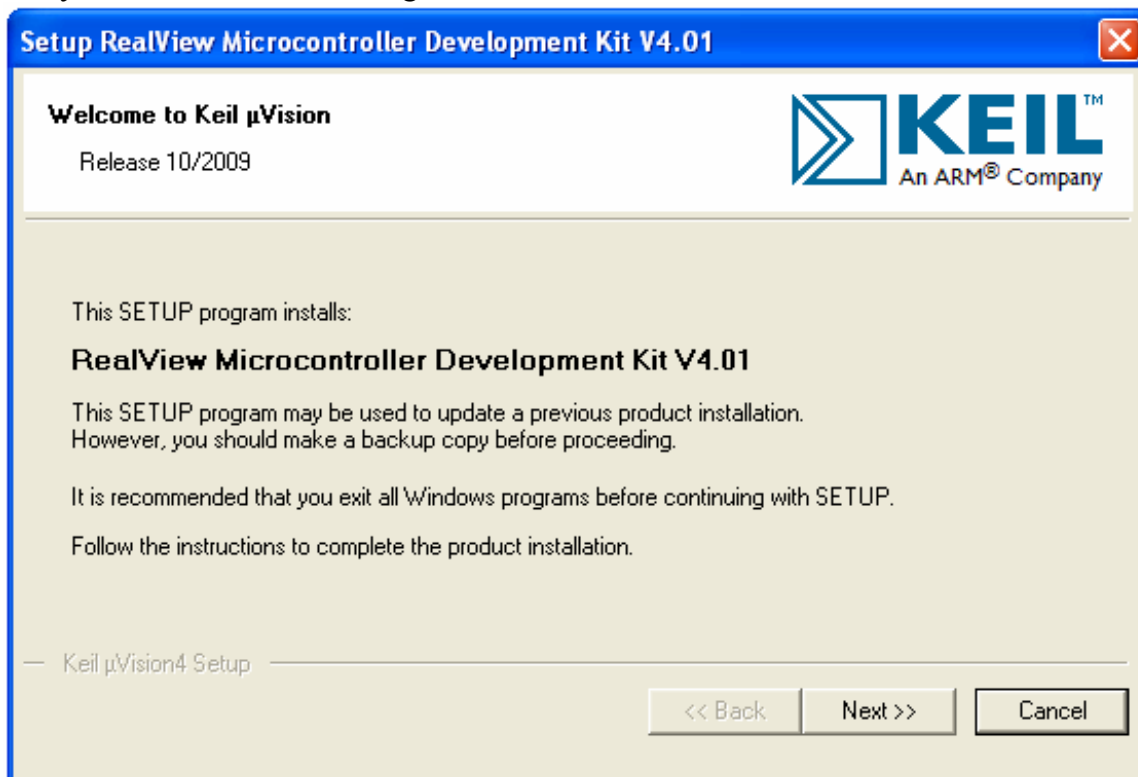 Setup RealView Microcontroller Development Kit V4.01
Welcome to Keil µVision
Release 10/2009
KEIL™
An ARM® Company
This SETUP program installs:
RealView Microcontroller Development Kit V4.01
This SETUP program may be used to update a previous product installation.
However, you should make a backup copy before proceeding.
It is recommended that you exit all Windows programs before continuing with SETUP.
Follow the instructions to complete the product installation.
Keil µVision4 Setup
<< Back
Next >>
Cancel